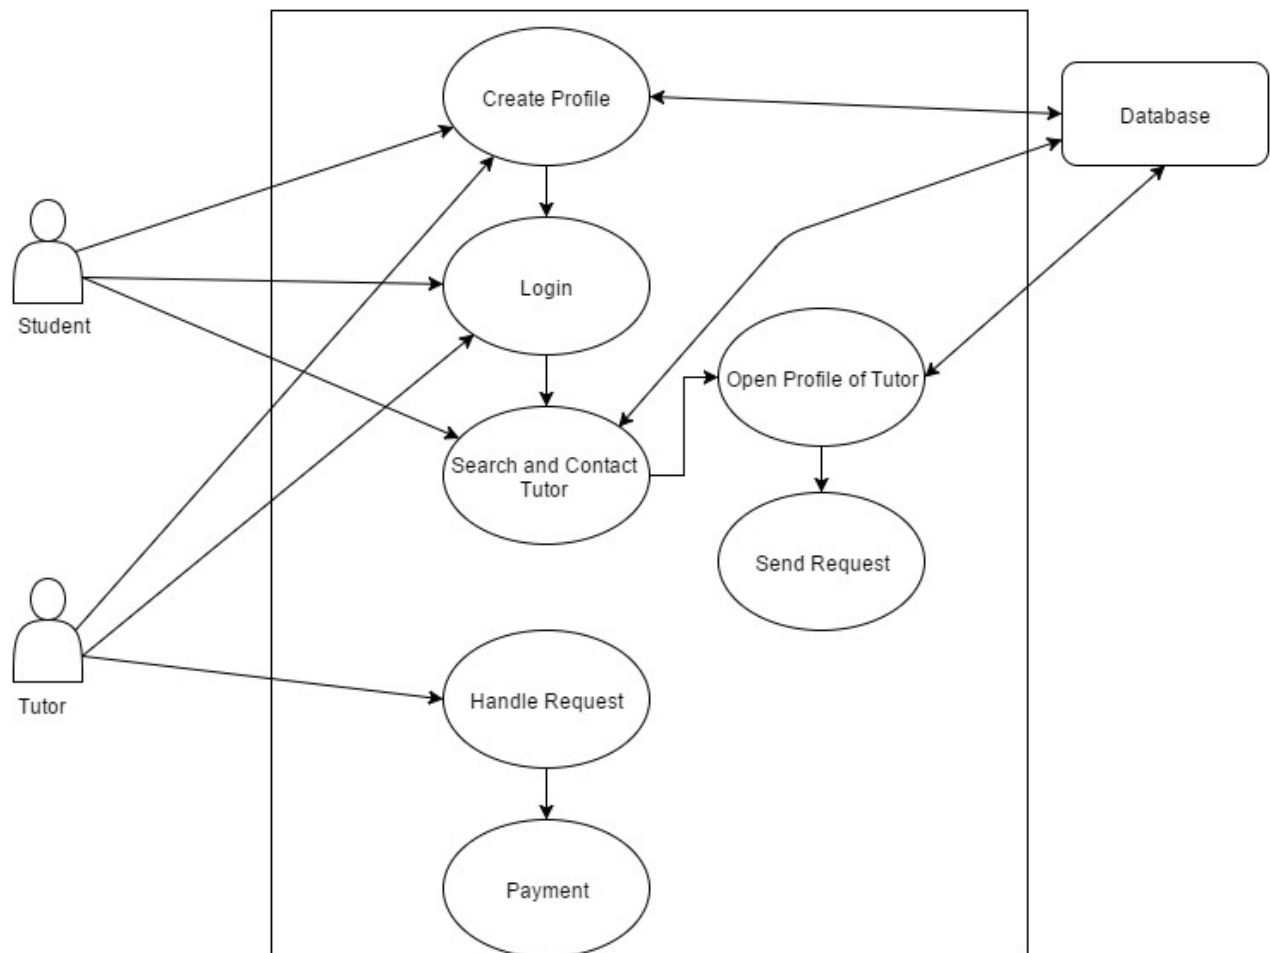 Create Profile
Database
Login
Student
Open Profile of Tutor
Search and Contact
Tutor
Send Request
Handle Request
Tutor
Payment